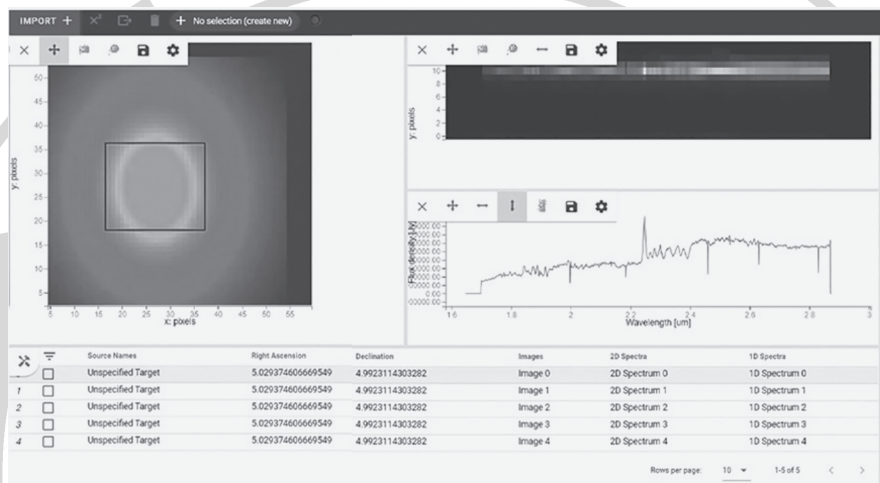 IMPORT + No selection (create new)
y: pixels
50
45
40
35
30
25
20
15
10
5
5 10 15 20 25 30 35 40 45 50 55
x: pixels
y: pixels
10
8
6
4
2
0
Flux density [Jy]
0.00
1.6 1.8 2 2.2 2.4 2.6 2.8 3
Wavelength [um]
Source Names Right Ascension Declination Images 2D Spectra 1D Spectra
Unspecified Target 5.029374606669549 4.9923114303282 Image 0 2D Spectrum 0 1D Spectrum 0
1 Unspecified Target 5.029374606669549 4.9923114303282 Image 1 2D Spectrum 1 1D Spectrum 1
2 Unspecified Target 5.029374606669549 4.9923114303282 Image 2 2D Spectrum 2 1D Spectrum 2
3 Unspecified Target 5.029374606669549 4.9923114303282 Image 3 2D Spectrum 3 1D Spectrum 3
4 Unspecified Target 5.029374606669549 4.9923114303282 Image 4 2D Spectrum 4 1D Spectrum 4
Rows per page: 10 1-5 of 5